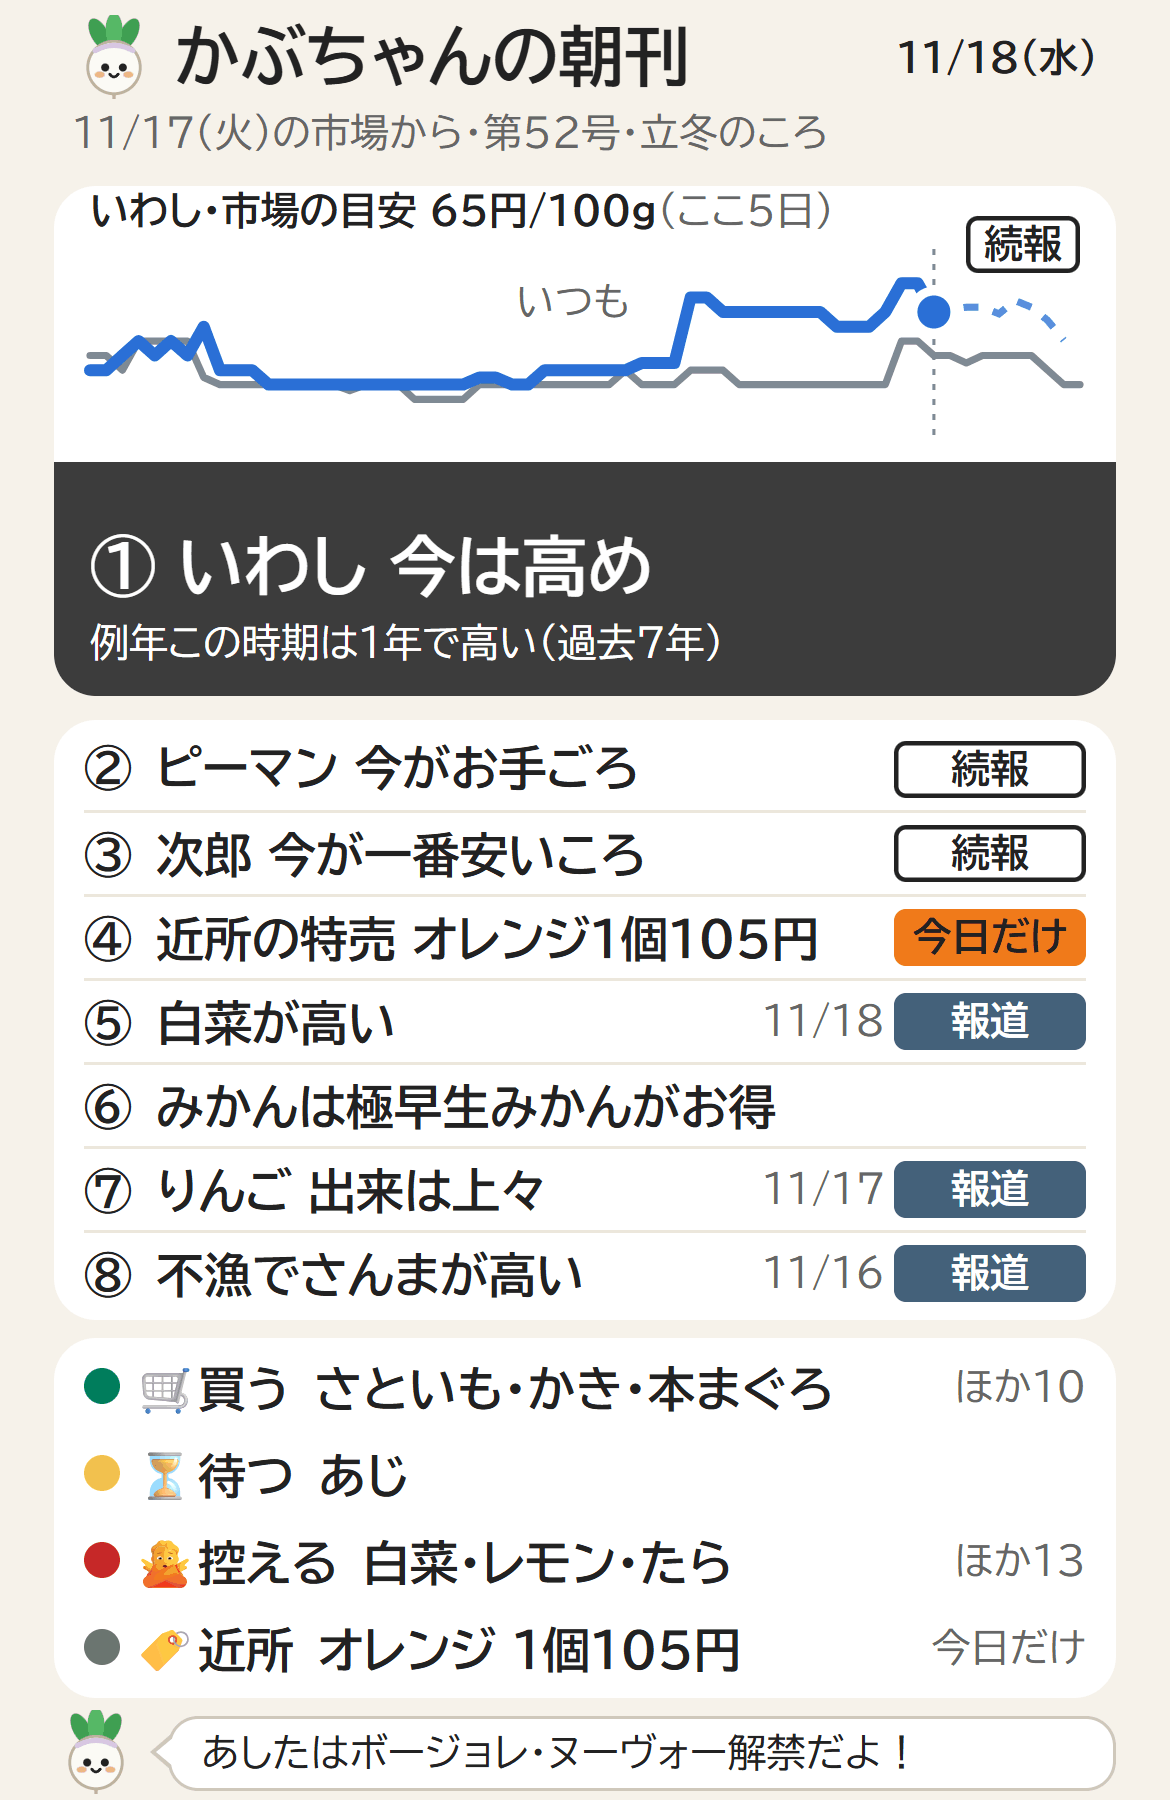 かぶちゃんの朝刊
11/18(水)
11/17(火)の市場から・第52号・立冬のころ
いわし・市場の目安 65円/100g(ここ5日)
続報
いつも
① いわし 今は高め
例年この時期は1年で高い(過去7年)
② ピーマン 今がお手ごろ 続報
③ 次郎 今が一番安いころ 続報
④ 近所の特売 オレンジ1個105円 今日だけ
⑤ 白菜が高い 11/18 報道
⑥ みかんは極早生みかんがお得
⑦ りんご 出来は上々 11/17 報道
⑧ 不漁でさんまが高い 11/16 報道
買う さといも・かき・本まぐろ ほか10
待つ あじ
控える 白菜・レモン・たら ほか13
近所 オレンジ 1個105円 今日だけ
あしたはボージョレ・ヌーヴォー解禁だよ！